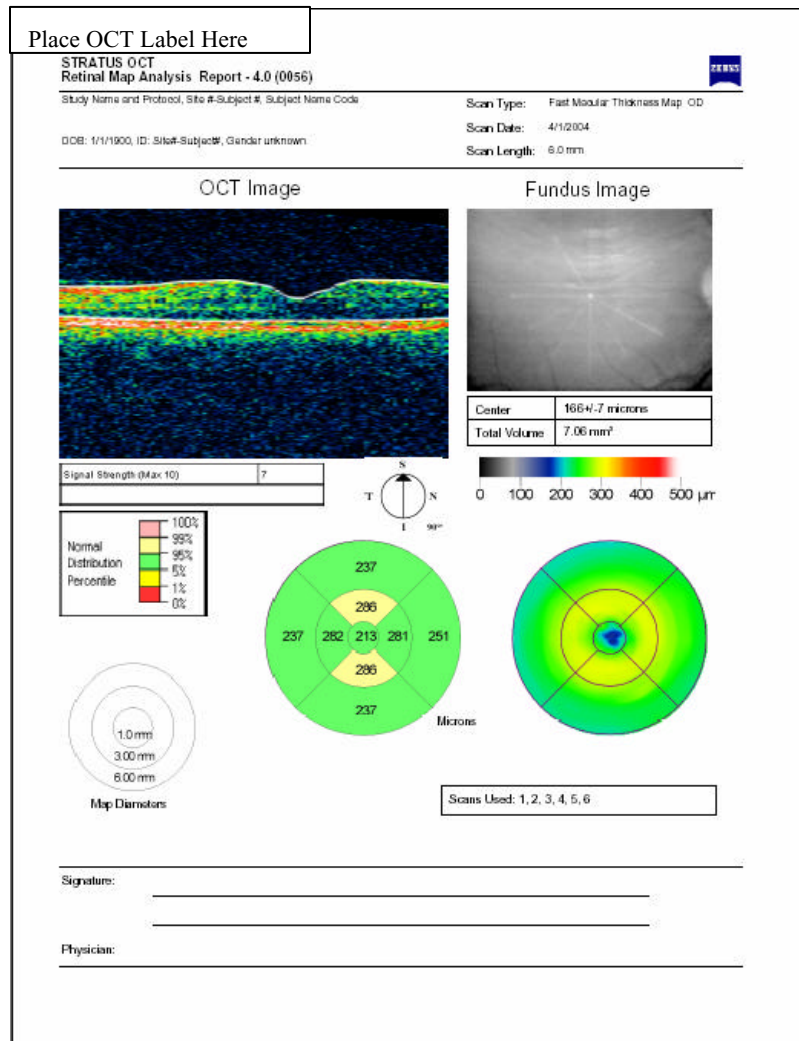 Place OCT Label Here
STRATUS OCT
Retinal Map Analysis Report - 4.0 (0056)
ZEISS
Study Name and Protocol, Site #-Subject #, Subject Name Code
Scan Type: Fast Macular Thickness Map OD
Scan Date: 4/1/2004
DOB: 1/1/1900, ID: Site#-Subject#, Gender unknown
Scan Length: 6.0 mm
OCT Image
Fundus Image
Center 166+/-7 microns
Total Volume 7.06 mm³
Signal Strength (Max 10) 7
S
T N
I 90°
0 100 200 300 400 500 µm
Normal Distribution Percentile
100%
99%
95%
5%
1%
0%
237
286
237 282 213 281 251
286
237
Microns
1.0 mm
3.00 mm
6.00 mm
Map Diameters
Scans Used: 1, 2, 3, 4, 5, 6
Signature:
Physician: